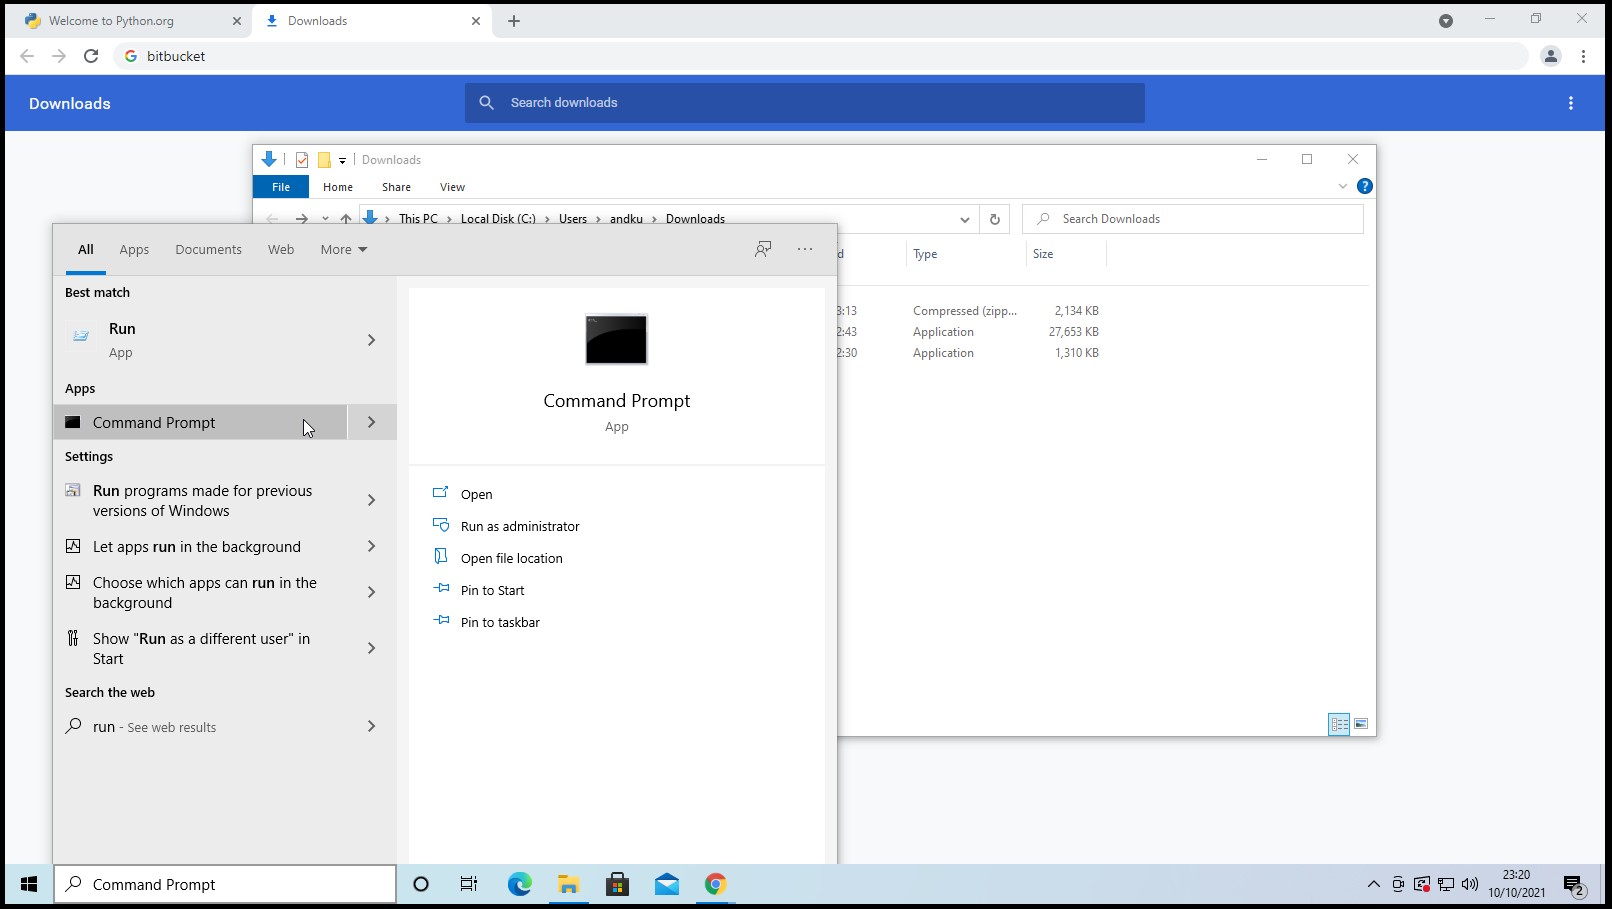 Welcome to Python.org
Downloads
bitbucket
Downloads
Search downloads
Downloads
File Home Share View
This PC Local Disk (C:) Users andku Downloads
Search Downloads
All Apps Documents Web More
d Type Size
Best match
Run
App
Apps
Command Prompt
Settings
Run programs made for previous
versions of Windows
Let apps run in the background
Choose which apps can run in the
background
Show "Run as a different user" in
Start
Search the web
run - See web results
Command Prompt
App
Open
Run as administrator
Open file location
Pin to Start
Pin to taskbar
3:13 Compressed (zipp... 2,134 KB
2:43 Application 27,653 KB
2:30 Application 1,310 KB
Command Prompt
23:20
10/10/2021
2